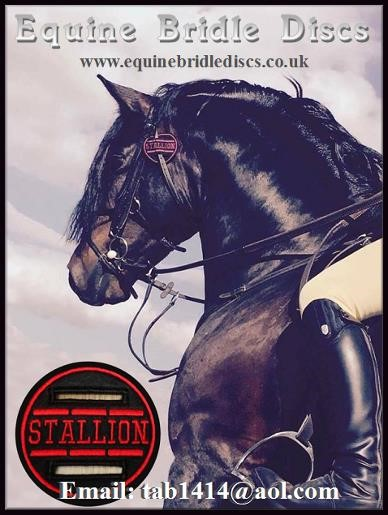 Equine Bridle Discs
www.equinebridlediscs.co.uk
STALLION
STALLION
Email: tab1414@aol.com